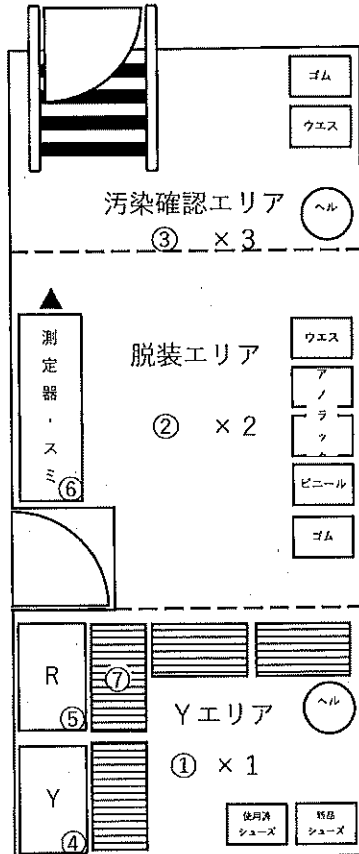 ゴム
ウエス
汚染確認エリア
ヘル
③ ×3
▲
測定器・スミ
⑥
脱装エリア
② ×2
ウエス
アノラック
ビニール
ゴム
R
⑤
⑦
Yエリア
ヘル
① ×1
Y
④
使用済
シューズ
新品
シューズ